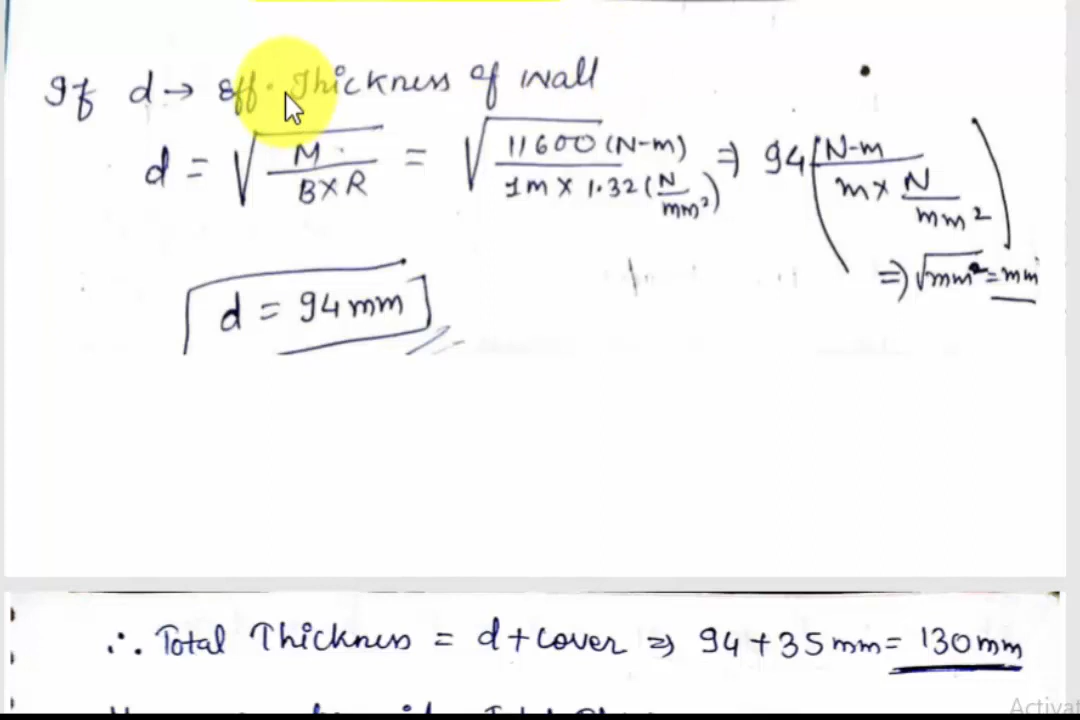 If d → eff. Thickness of wall
d = √(M / B×R) = √(11600 (N-m) / 1m × 1.32 (N/mm²)) ⇒ 94 √(N-m / m × N/mm²)
⇒ √mm² = mm
d = 94 mm
∴ Total Thickness = d + cover ⇒ 94 + 35 mm = 130 mm
Activat